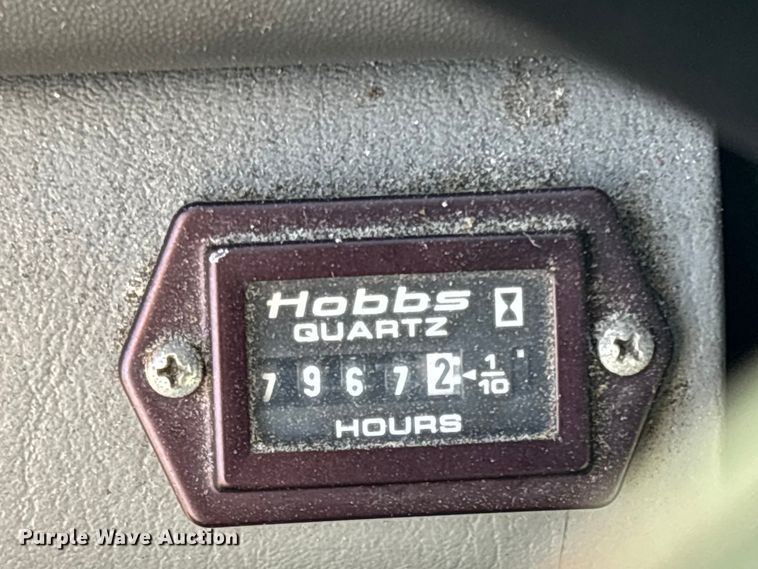 Hobbs
QUARTZ
7 9 6 7 2 ◄ 1/10
HOURS
Purple Wave Auction